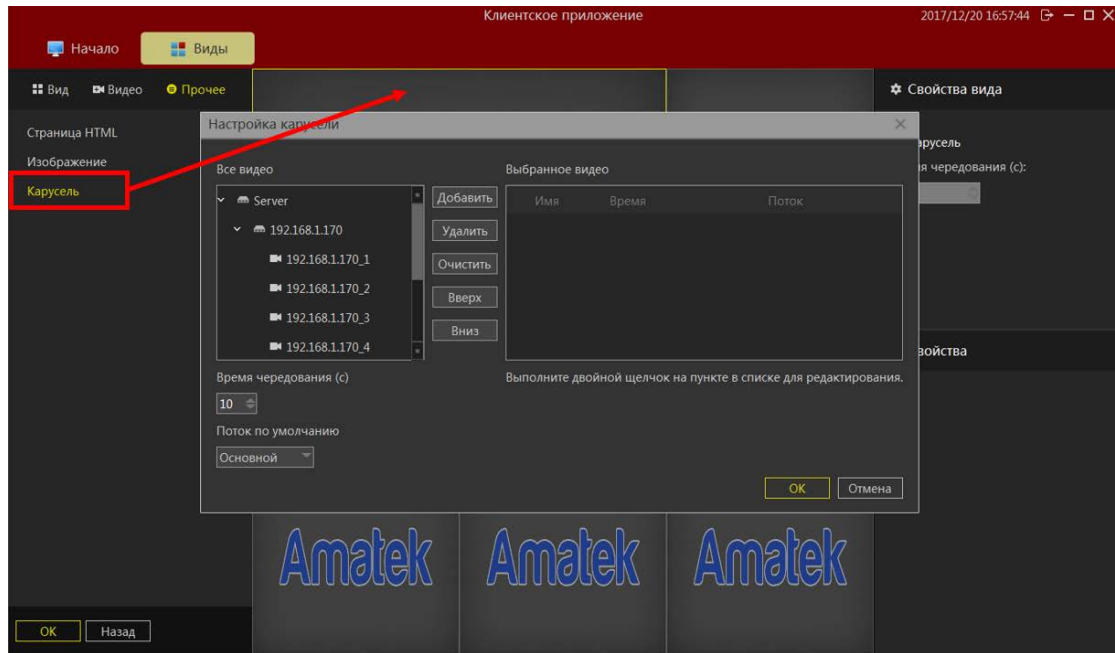 Клиентское приложение 2017/12/20 16:57:44
Начало Виды
Вид Видео Прочее Свойства вида
Настройка карусели
Страница HTML
Изображение
Карусель
Все видео Выбранное видео
Server
192.168.1.170
192.168.1.170_1
192.168.1.170_2
192.168.1.170_3
192.168.1.170_4
Добавить
Удалить
Очистить
Вверх
Вниз
Имя Время Поток
арусель
я чередования (с):
войства
Время чередования (с) Выполните двойной щелчок на пункте в списке для редактирования.
10
Поток по умолчанию
Основной
OK Отмена
Amatek Amatek Amatek
OK Назад